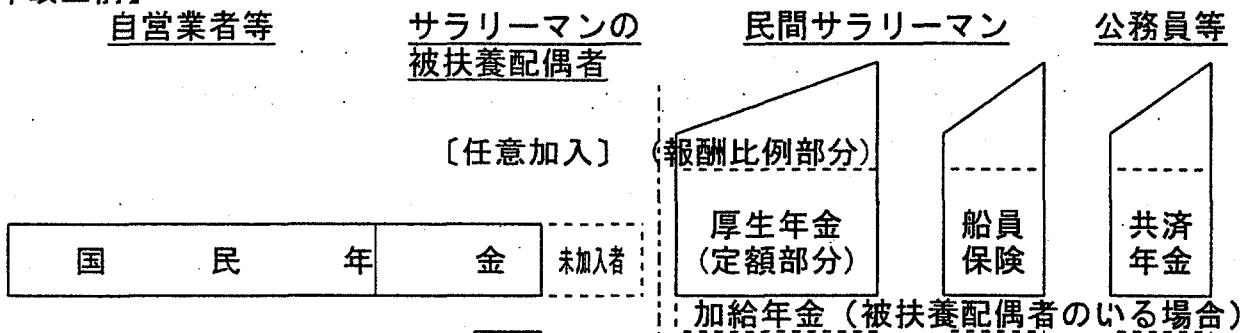 自営業者等
サラリーマンの
被扶養配偶者
民間サラリーマン
公務員等
〔任意加入〕
(報酬比例部分)
国民年金
未加入者
厚生年金
(定額部分)
船員
保険
共済
年金
加給年金(被扶養配偶者のいる場合)